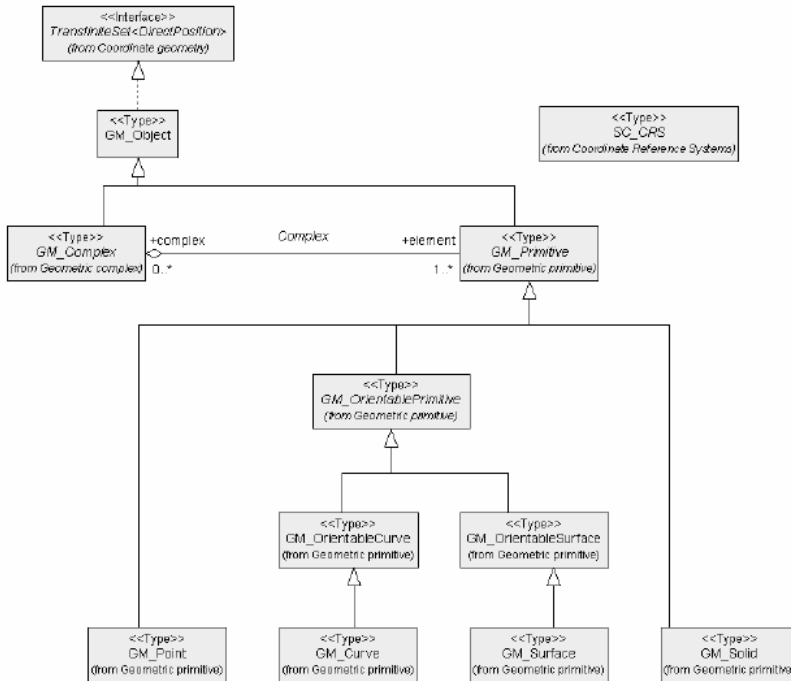 <<Interface>>
TransfiniteSet<DirectPosition>
(from Coordinate geometry)
<<Type>>
GM_Object
<<Type>>
SC_CRS
(from Coordinate Reference Systems)
<<Type>>
GM_Complex
(from Geometric complex)
+complex
0..*
Complex
+element
1..*
<<Type>>
GM_Primitive
(from Geometric primitive)
<<Type>>
GM_OrientablePrimitive
(from Geometric primitive)
<<Type>>
GM_OrientableCurve
(from Geometric primitive)
<<Type>>
GM_OrientableSurface
(from Geometric primitive)
<<Type>>
GM_Point
(from Geometric primitive)
<<Type>>
GM_Curve
(from Geometric primitive)
<<Type>>
GM_Surface
(from Geometric primitive)
<<Type>>
GM_Solid
(from Geometric primitive)